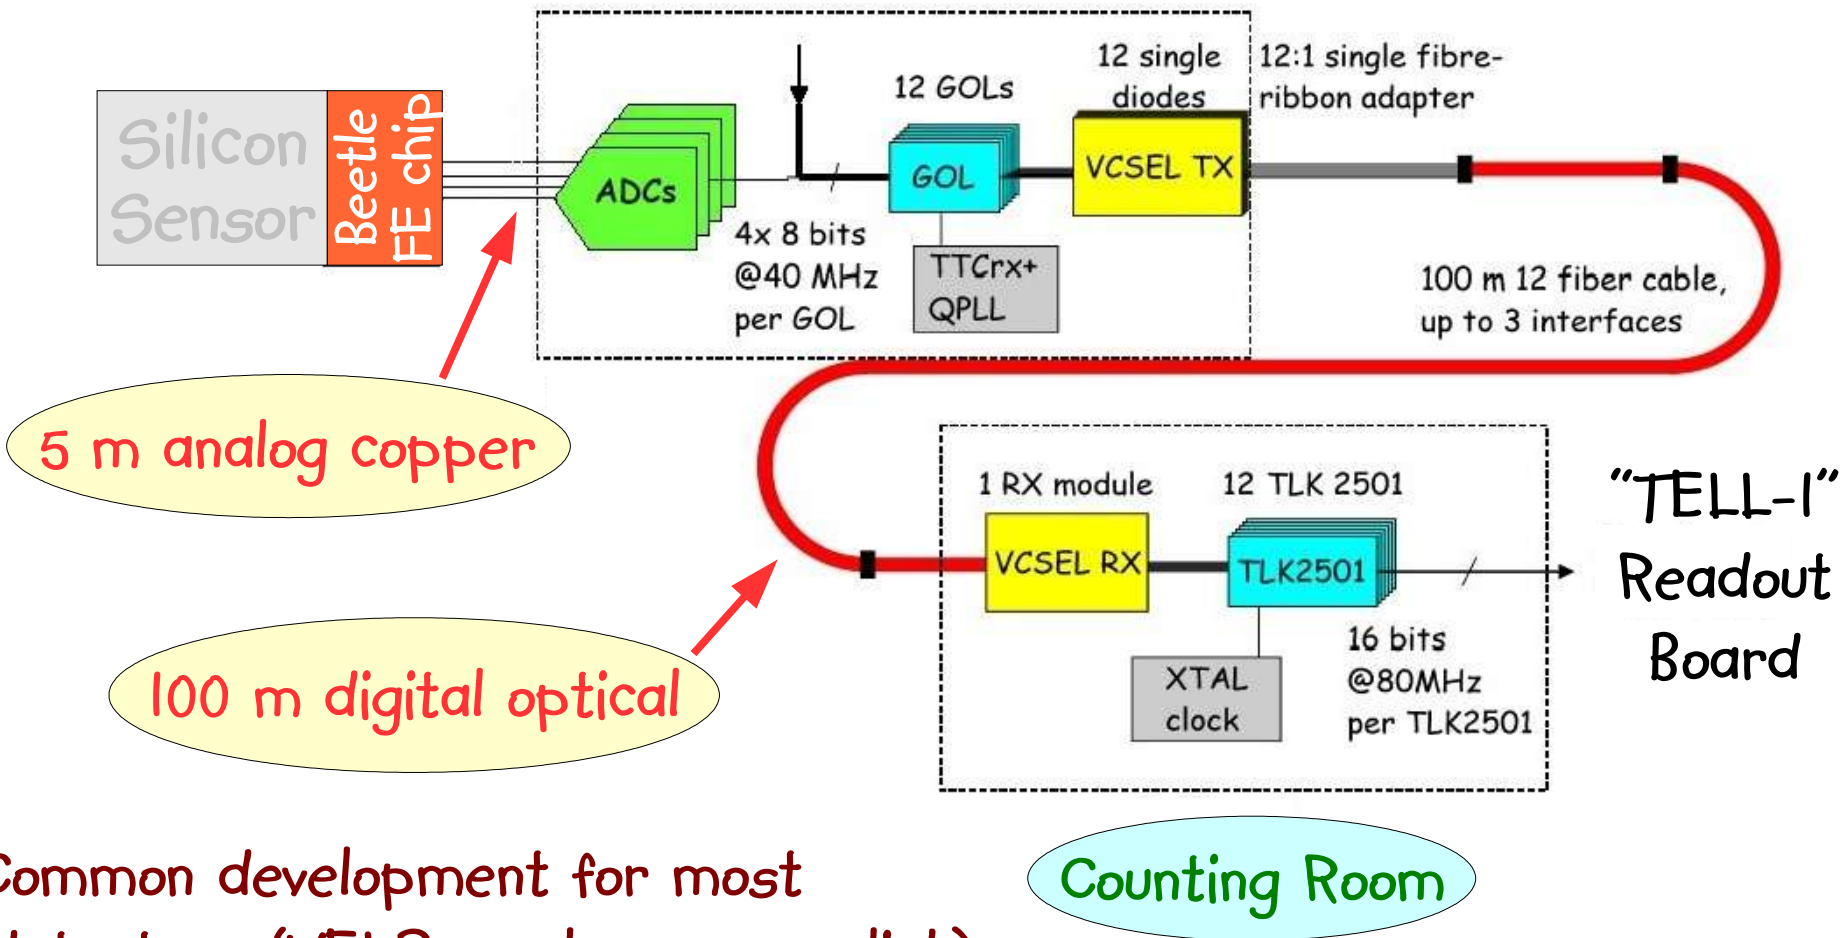 Silicon
Sensor
Beetle
FE chip
ADCs
4x 8 bits
@40 MHz
per GOL
12 GOLs
GOL
TTCrx+
QPLL
12 single
diodes
VCSEL TX
12:1 single fibre-
ribbon adapter
100 m 12 fiber cable,
up to 3 interfaces
5 m analog copper
100 m digital optical
1 RX module
VCSEL RX
12 TLK 2501
TLK2501
XTAL
clock
16 bits
@80MHz
per TLK2501
"TELL-1"
Readout
Board
Common development for most
Counting Room